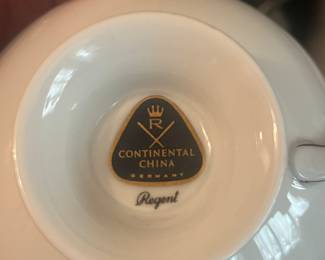 R
CONTINENTAL
CHINA
GERMANY
Regent